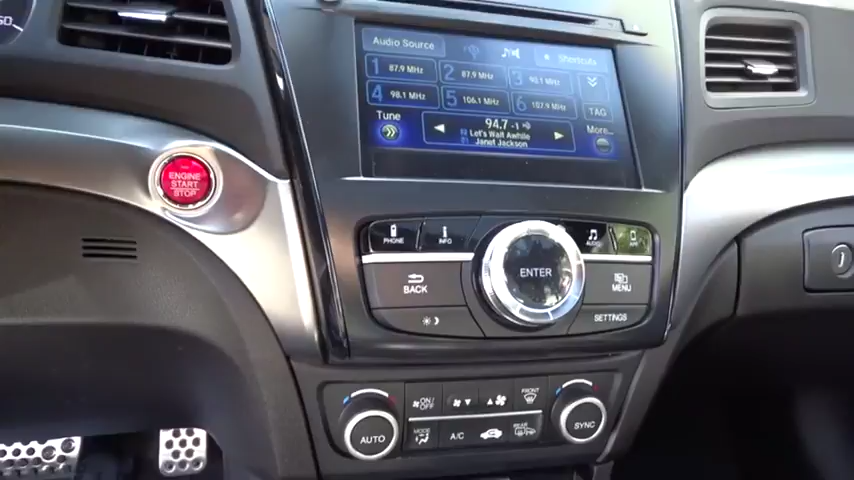 Audio Source
Shortcuts
1 87.9 MHz
2 87.9 MHz
3 90.1 MHz
4 98.1 MHz
5 106.1 MHz
6 107.9 MHz
TAG
Tune
94.7-1
Let's Wait Awhile
Janet Jackson
More...
ENGINE
START
STOP
PHONE
INFO
AUDIO
BACK
ENTER
MENU
SETTINGS
ON/
OFF
FRONT
AUTO
MODE
A/C
REAR
SYNC